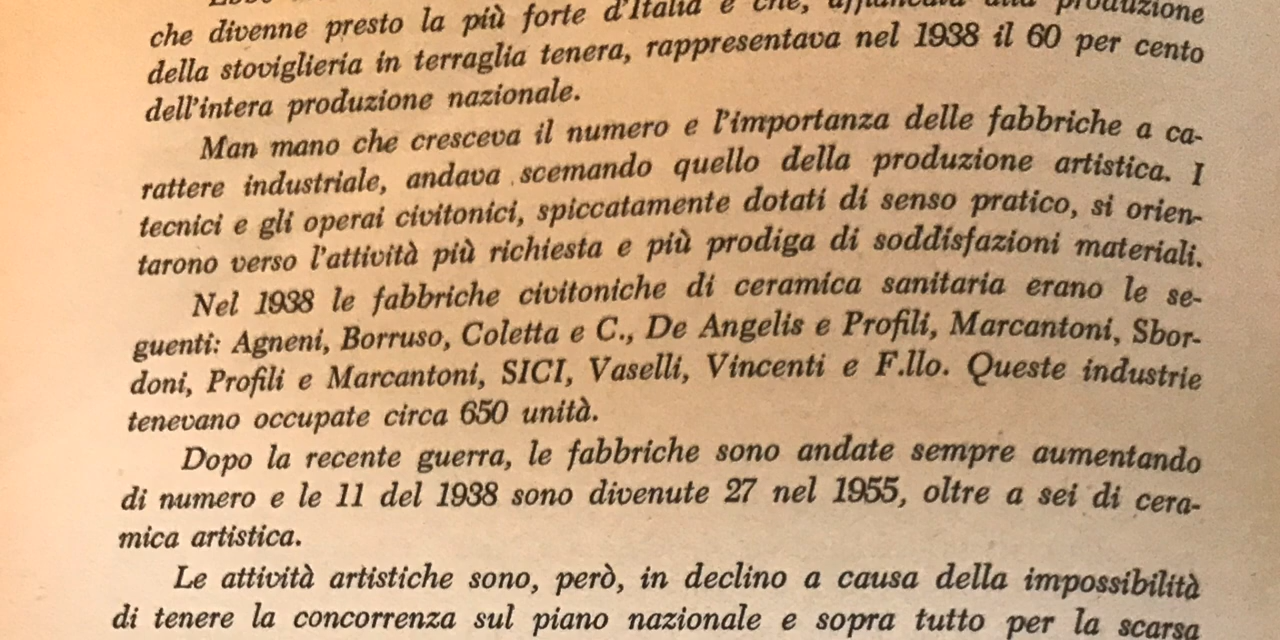 che divenne presto la più forte d'Italia e che, affiancata alla produzione
della stoviglieria in terraglia tenera, rappresentava nel 1938 il 60 per cento
dell'intera produzione nazionale.
Man mano che cresceva il numero e l'importanza delle fabbriche a ca-
rattere industriale, andava scemando quello della produzione artistica. I
tecnici e gli operai civitonici, spiccatamente dotati di senso pratico, si orien-
tarono verso l'attività più richiesta e più prodiga di soddisfazioni materiali.
Nel 1938 le fabbriche civitoniche di ceramica sanitaria erano le se-
guenti: Agneni, Borruso, Coletta e C., De Angelis e Profili, Marcantoni, Sbor-
doni, Profili e Marcantoni, SICI, Vaselli, Vincenti e F.llo. Queste industrie
tenevano occupate circa 650 unità.
Dopo la recente guerra, le fabbriche sono andate sempre aumentando
di numero e le 11 del 1938 sono divenute 27 nel 1955, oltre a sei di cera-
mica artistica.
Le attività artistiche sono, però, in declino a causa della impossibilità
di tenere la concorrenza sul piano nazionale e sopra tutto per la scarsa